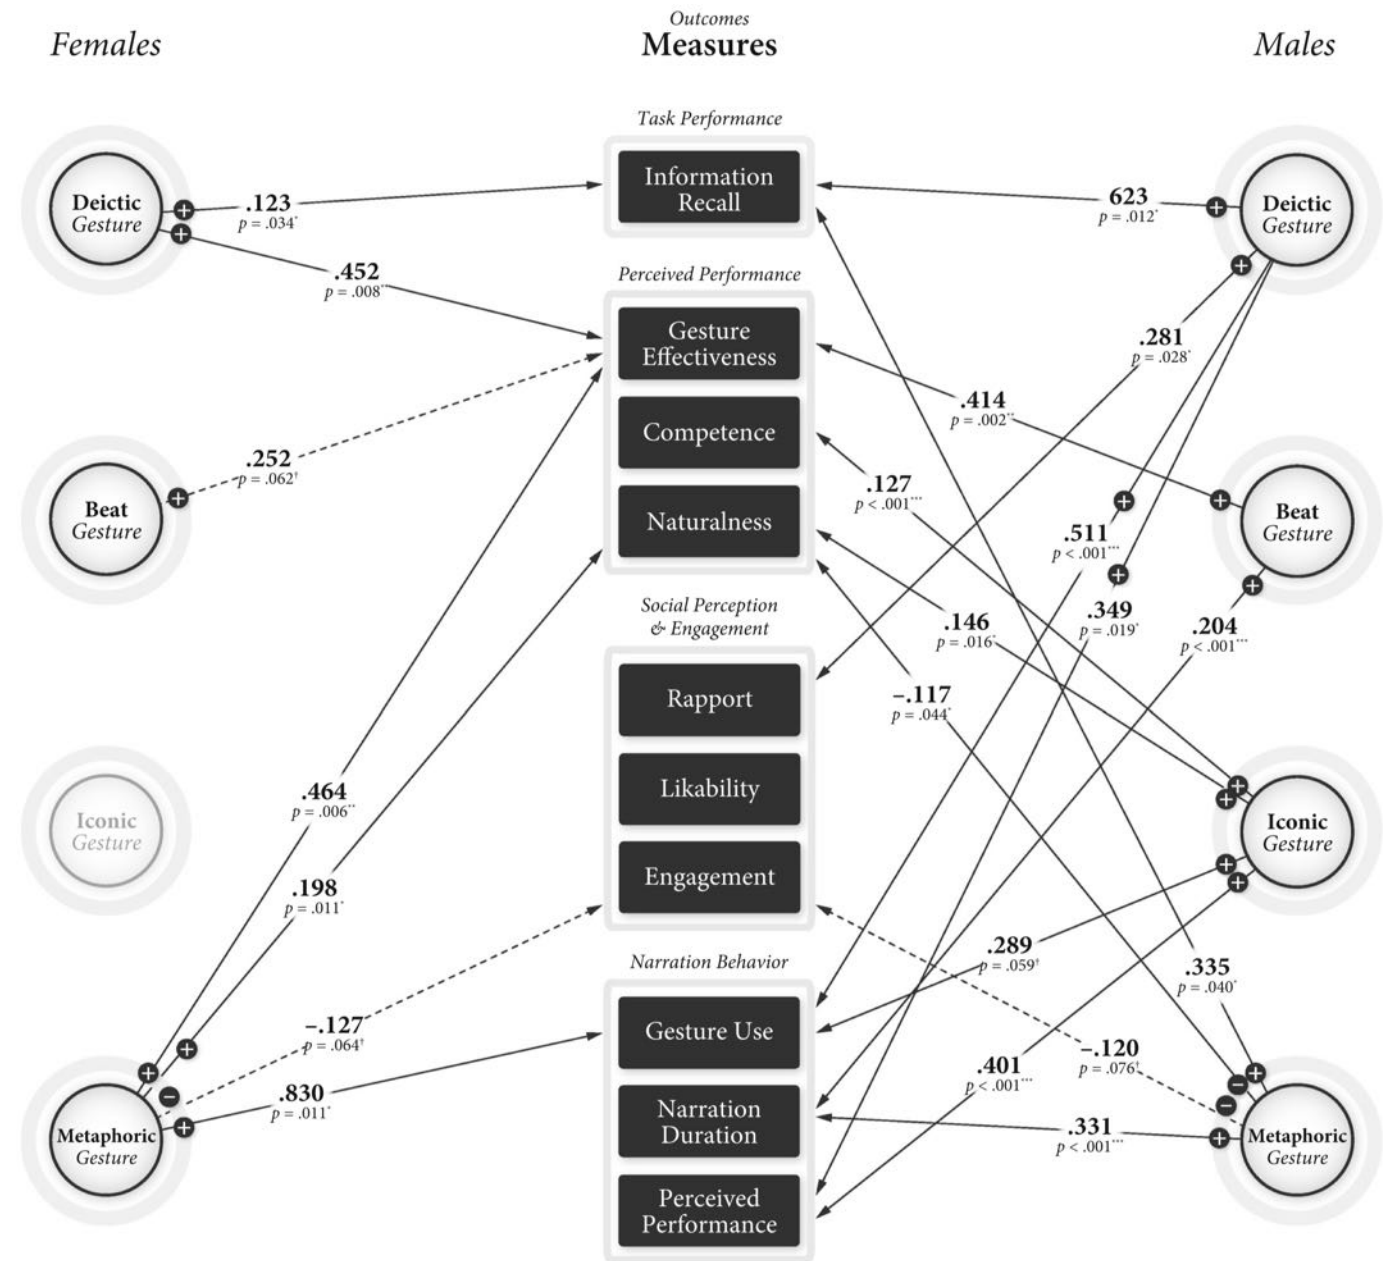 Females
Outcomes
Measures
Males
Task Performance
Information
Recall
Perceived Performance
Gesture
Effectiveness
Competence
Naturalness
Social Perception
& Engagement
Rapport
Likability
Engagement
Narration Behavior
Gesture Use
Narration
Duration
Perceived
Performance
Deictic
Gesture
.123
p = .034*
.452
p = .008
Beat
Gesture
.252
p = .062†
Iconic
Gesture
.464
p = .006**
.198
p = .011*
–.127
p = .064†
.830
p = .011*
Metaphoric
Gesture
Deictic
Gesture
623
p = .012*
.281
p = .028*
.414
p = .002**
Beat
Gesture
.127
p < .001***
.511
p < .001***
.349
p = .019*
.204
p < .001***
.146
p = .016*
–.117
p = .044*
Iconic
Gesture
.289
p = .059†
.335
p = .040*
–.120
p = .076†
.401
p < .001***
.331
p < .001***
Metaphoric
Gesture